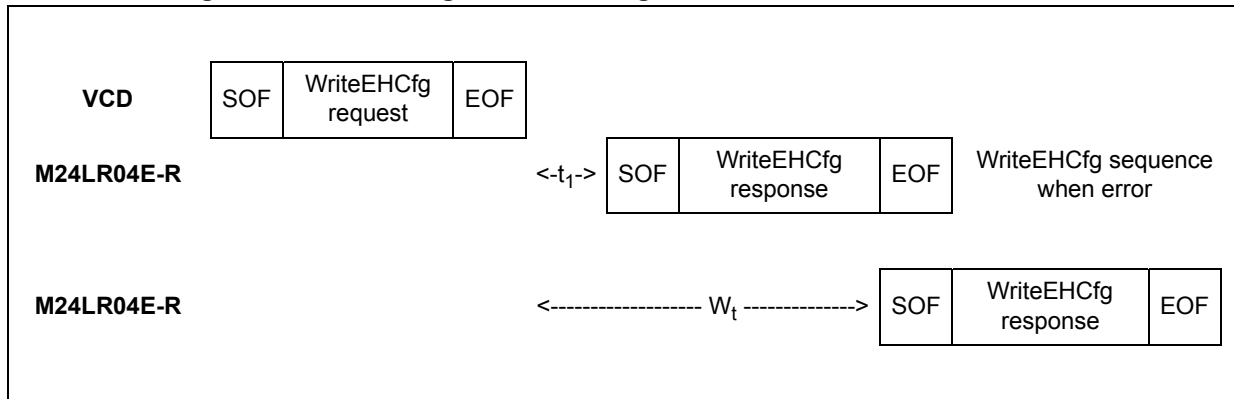 VCD SOF WriteEHCfg request EOF
M24LR04E-R <-t1-> SOF WriteEHCfg response EOF WriteEHCfg sequence when error
M24LR04E-R <------------------- Wt --------------> SOF WriteEHCfg response EOF